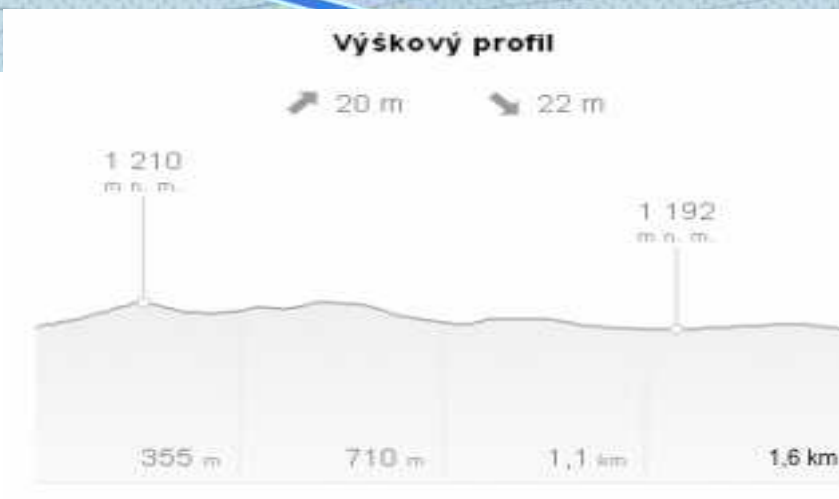 Výškový profil
20 m 22 m
1 210
m n. m.
1 192
m n. m.
355 m 710 m 1,1 km 1,6 km